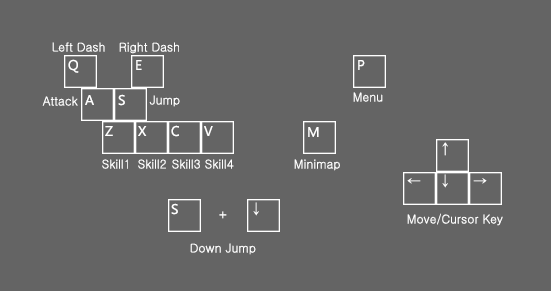 Left Dash Right Dash
Q E P
Attack A S Jump Menu
Z X C V M
Skill1 Skill2 Skill3 Skill4 Minimap
↑
← ↓ →
S + ↓
Move/Cursor Key
Down Jump